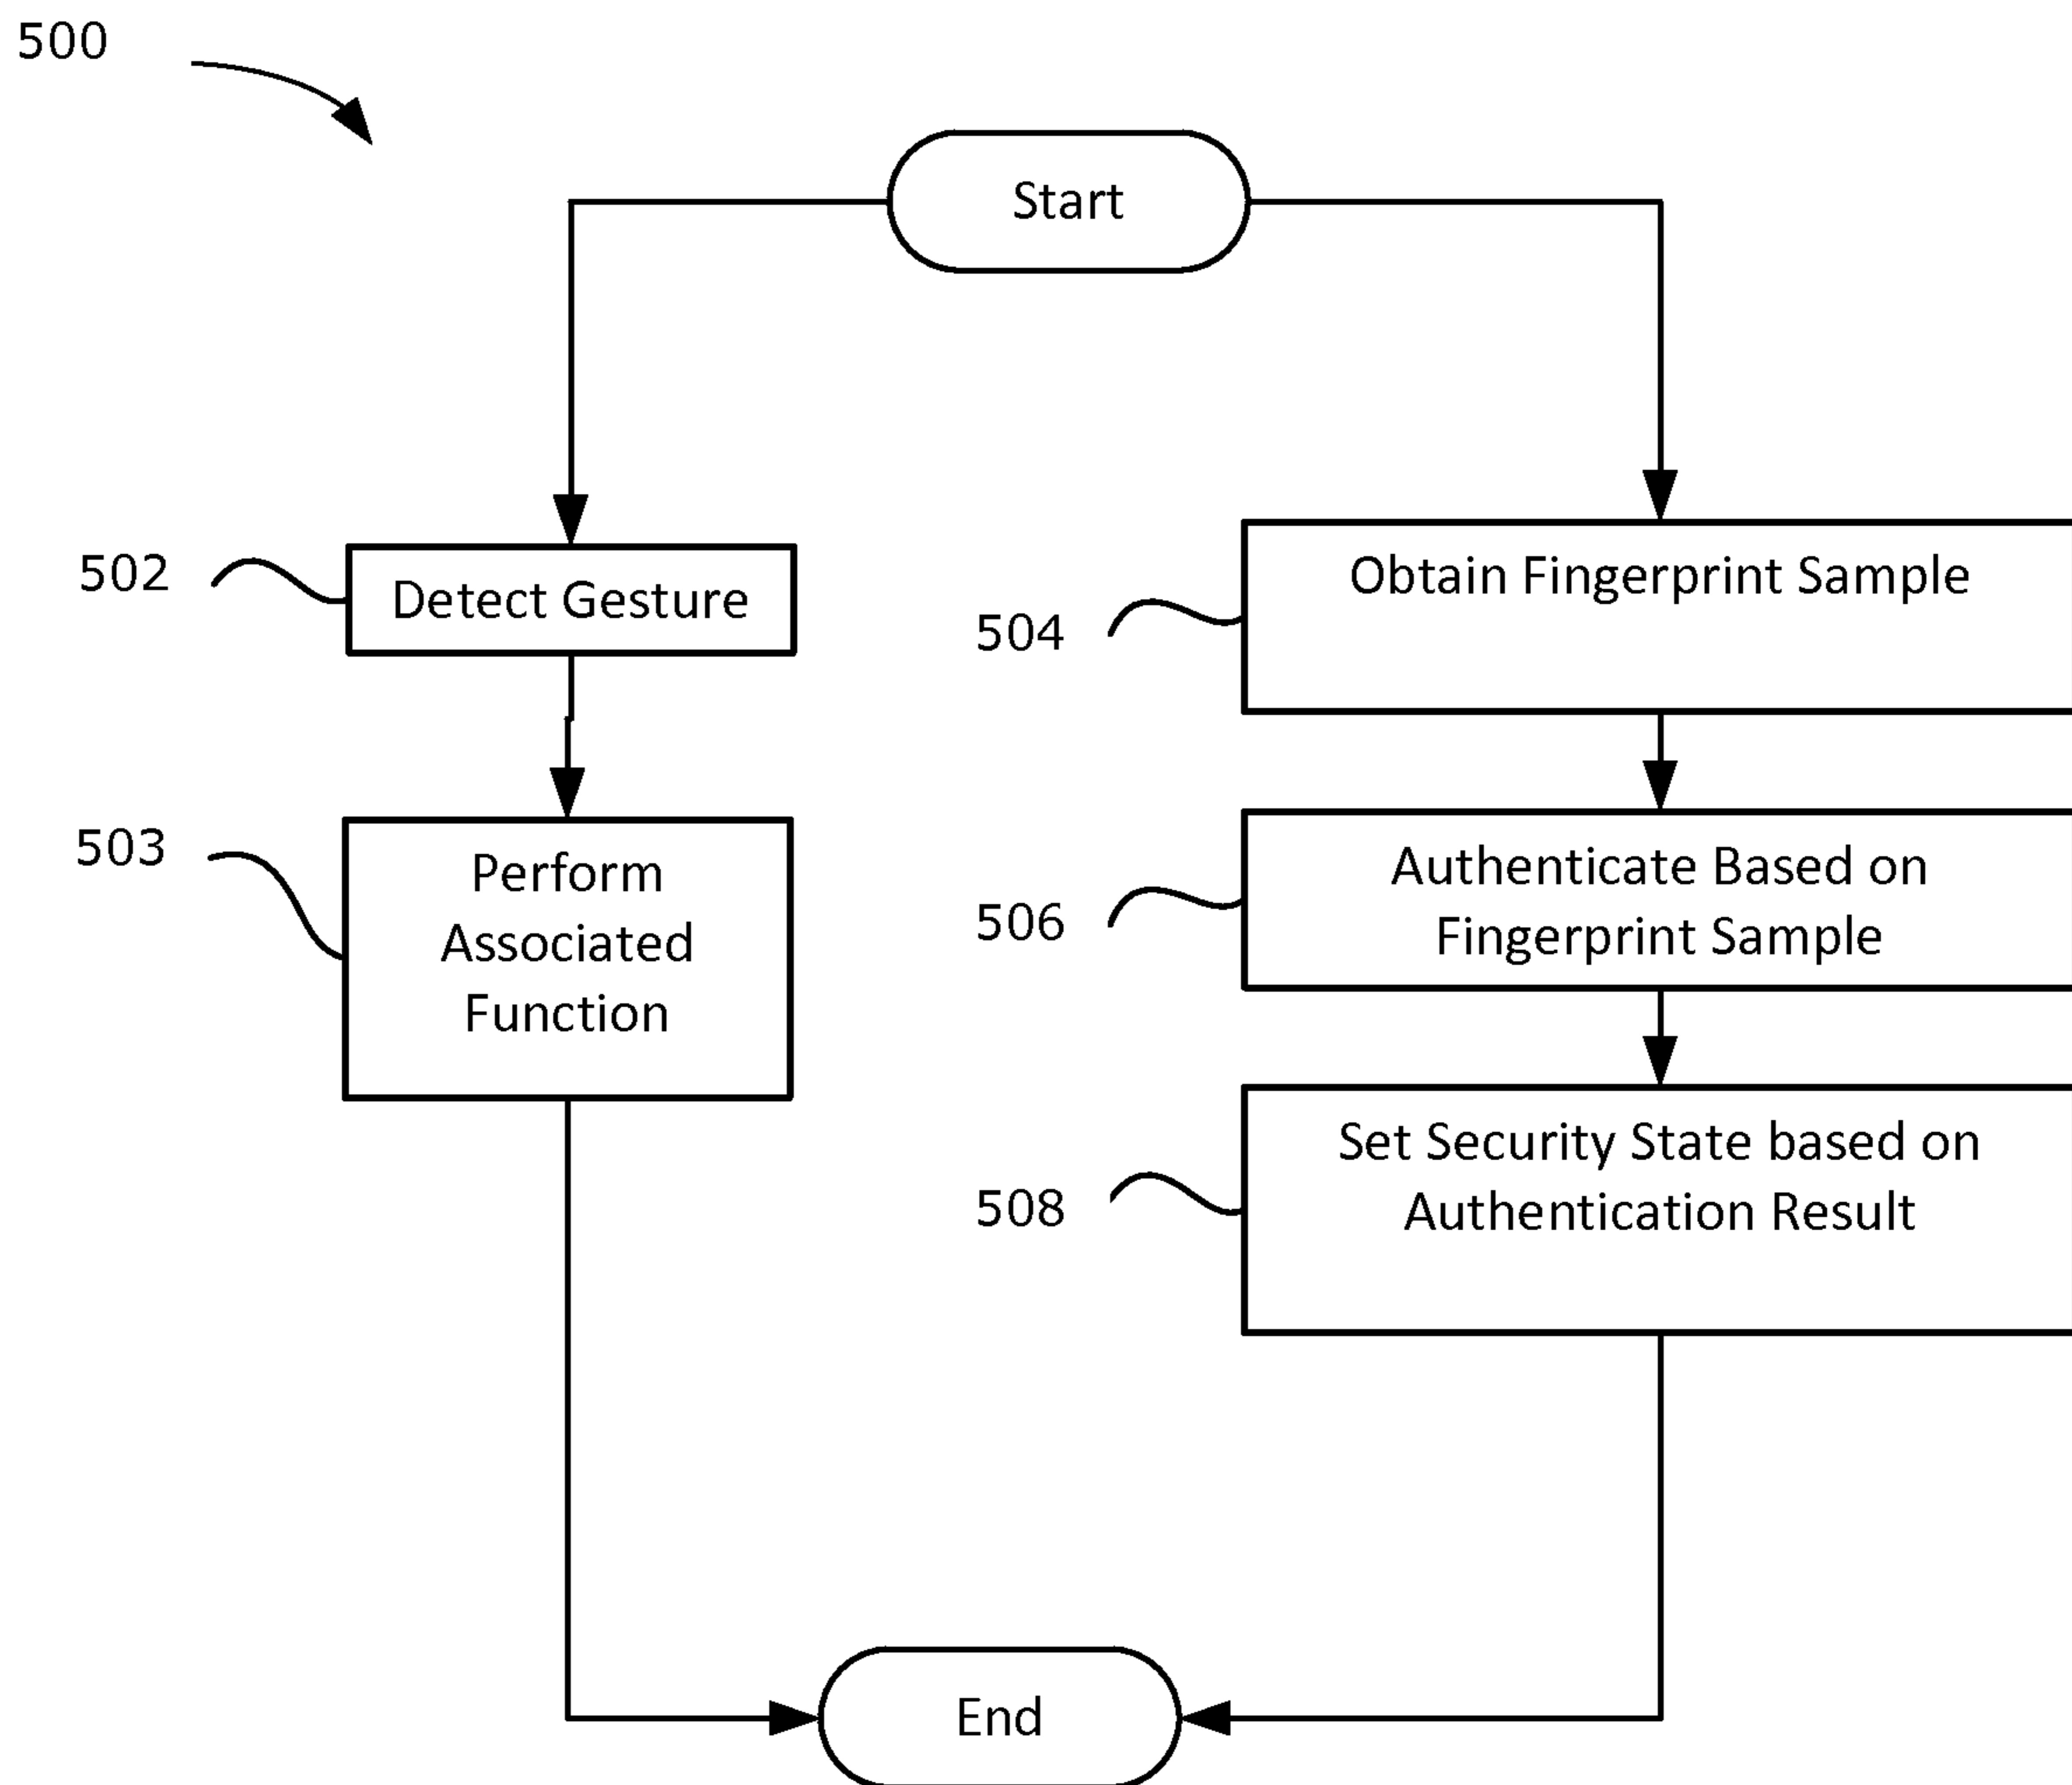 500
Start
502
Detect Gesture
504
Obtain Fingerprint Sample
503
Perform
Associated
Function
506
Authenticate Based on
Fingerprint Sample
508
Set Security State based on
Authentication Result
End